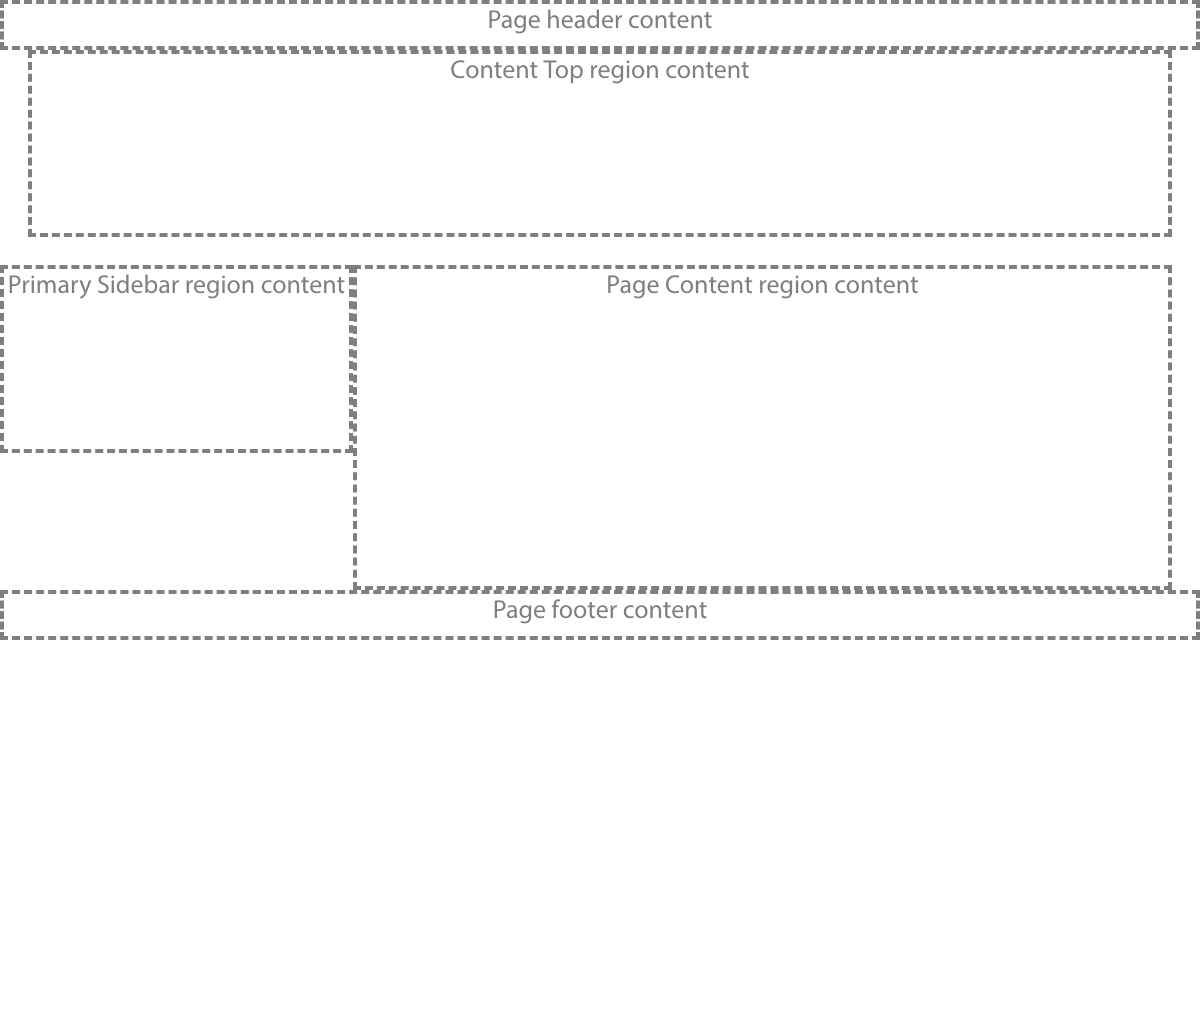 Page header content
Content Top region content
Primary Sidebar region content
Page Content region content
Page footer content